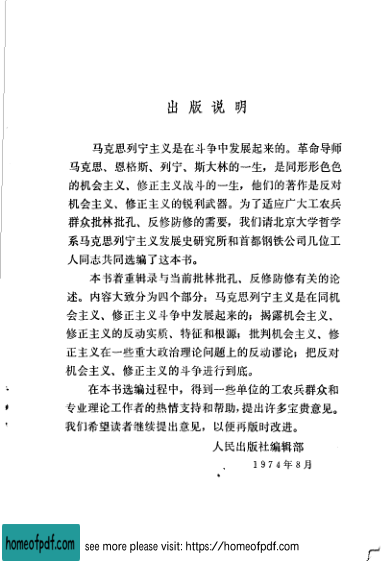 出版说明
马克思列宁主义是在斗争中发展起来的。革命导师
马克思、恩格斯、列宁、斯大林的一生，是同形形色色
的机会主义、修正主义战斗的一生，他们的著作是反对
机会主义、修正主义的锐利武器。为了适应广大工农兵
群众批林批孔、反修防修的需要，我们请北京大学哲学
系马克思列宁主义发展史研究所和首都钢铁公司几位工
人同志共同选编了这本书。
本书着重辑录与当前批林批孔、反修防修有关的论
述。内容大致分为四个部分：马克思列宁主义是在同机
会主义、修正主义斗争中发展起来的；揭露机会主义、
修正主义的反动实质、特征和根源；批判机会主义、修
正主义在一些重大政治理论问题上的反动谬论；把反对
机会主义、修正主义的斗争进行到底。
在本书选编过程中，得到一些单位的工农兵群众和
专业理论工作者的热情支持和帮助，提出许多宝贵意见。
我们希望读者继续提出意见，以便再版时改进。
人民出版社编辑部
1974年8月
homeofpdf.com see more please visit: https://homeofpdf.com